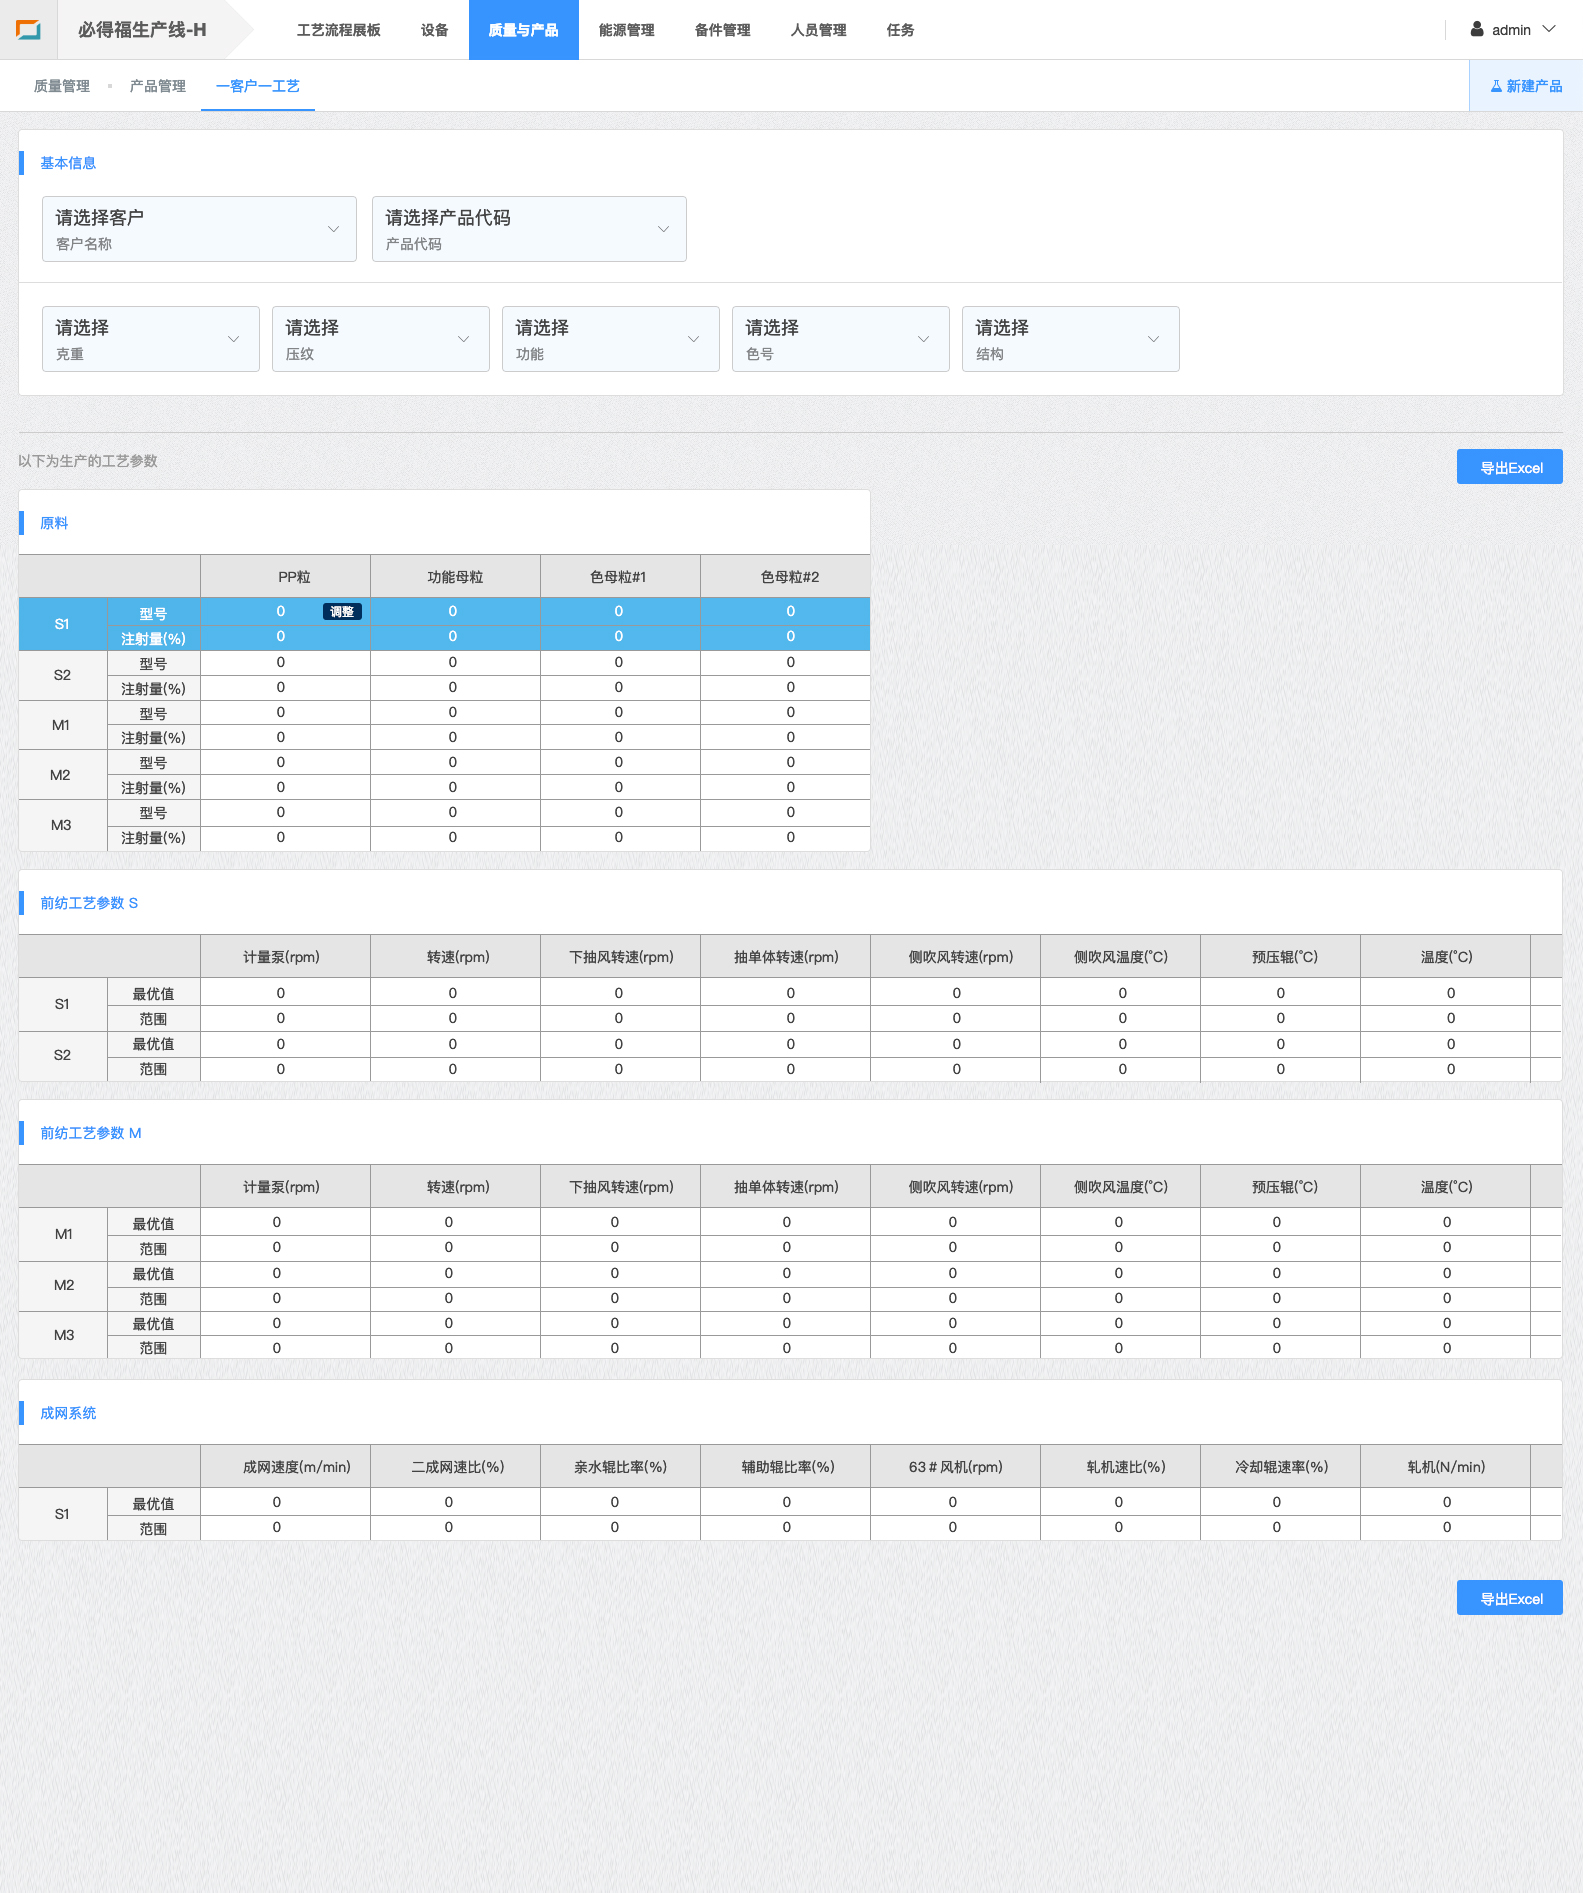 必得福生产线-H 工艺流程展板 设备 质量与产品 能源管理 备件管理 人员管理 任务 admin
质量管理 产品管理 一客户一工艺 新建产品
基本信息
请选择客户 请选择产品代码
客户名称 产品代码
请选择 请选择 请选择 请选择 请选择
克重 压纹 功能 色号 结构
以下为生产的工艺参数 导出Excel
原料
PP粒 功能母粒 色母粒#1 色母粒#2
S1 型号 0 调整 0 0 0
注射量(%) 0 0 0 0
S2 型号 0 0 0 0
注射量(%) 0 0 0 0
M1 型号 0 0 0 0
注射量(%) 0 0 0 0
M2 型号 0 0 0 0
注射量(%) 0 0 0 0
M3 型号 0 0 0 0
注射量(%) 0 0 0 0
前纺工艺参数 S
计量泵(rpm) 转速(rpm) 下抽风转速(rpm) 抽单体转速(rpm) 侧吹风转速(rpm) 侧吹风温度(°C) 预压辊(°C) 温度(°C)
S1 最优值 0 0 0 0 0 0 0 0
范围 0 0 0 0 0 0 0 0
S2 最优值 0 0 0 0 0 0 0 0
范围 0 0 0 0 0 0 0 0
前纺工艺参数 M
计量泵(rpm) 转速(rpm) 下抽风转速(rpm) 抽单体转速(rpm) 侧吹风转速(rpm) 侧吹风温度(°C) 预压辊(°C) 温度(°C)
M1 最优值 0 0 0 0 0 0 0 0
范围 0 0 0 0 0 0 0 0
M2 最优值 0 0 0 0 0 0 0 0
范围 0 0 0 0 0 0 0 0
M3 最优值 0 0 0 0 0 0 0 0
范围 0 0 0 0 0 0 0 0
成网系统
成网速度(m/min) 二成网速比(%) 亲水辊比率(%) 辅助辊比率(%) 63＃风机(rpm) 轧机速比(%) 冷却辊速率(%) 轧机(N/min)
S1 最优值 0 0 0 0 0 0 0 0
范围 0 0 0 0 0 0 0 0
导出Excel